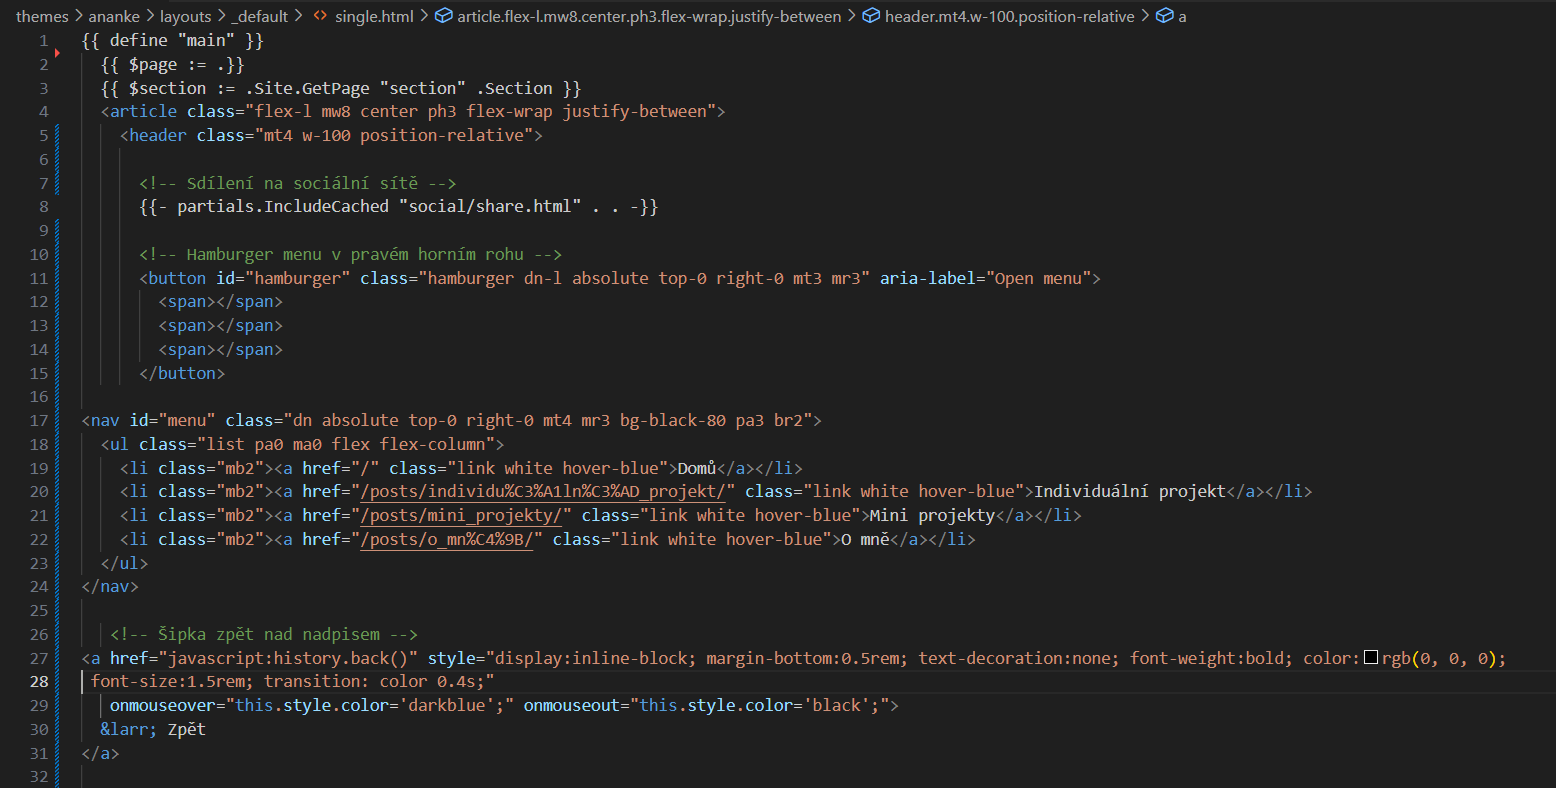 themes > ananke > layouts > _default > <> single.html > article.flex-l.mw8.center.ph3.flex-wrap.justify-between > header.mt4.w-100.position-relative > a
1 {{ define "main" }}
2 {{ $page := .}}
3 {{ $section := .Site.GetPage "section" .Section }}
4 <article class="flex-l mw8 center ph3 flex-wrap justify-between">
5 <header class="mt4 w-100 position-relative">
6
7 <!-- Sdílení na sociální sítě -->
8 {{- partials.IncludeCached "social/share.html" . . -}}
9
10 <!-- Hamburger menu v pravém horním rohu -->
11 <button id="hamburger" class="hamburger dn-l absolute top-0 right-0 mt3 mr3" aria-label="Open menu">
12 <span></span>
13 <span></span>
14 <span></span>
15 </button>
16
17 <nav id="menu" class="dn absolute top-0 right-0 mt4 mr3 bg-black-80 pa3 br2">
18 <ul class="list pa0 ma0 flex flex-column">
19 <li class="mb2"><a href="/" class="link white hover-blue">Domů</a></li>
20 <li class="mb2"><a href="/posts/individu%C3%A1ln%C3%AD_projekt/" class="link white hover-blue">Individuální projekt</a></li>
21 <li class="mb2"><a href="/posts/mini_projekty/" class="link white hover-blue">Mini projekty</a></li>
22 <li class="mb2"><a href="/posts/o_mn%C4%9B/" class="link white hover-blue">O mně</a></li>
23 </ul>
24 </nav>
25
26 <!-- Šipka zpět nad nadpisem -->
27 <a href="javascript:history.back()" style="display:inline-block; margin-bottom:0.5rem; text-decoration:none; font-weight:bold; color:rgb(0, 0, 0);
28 font-size:1.5rem; transition: color 0.4s;"
29 onmouseover="this.style.color='darkblue';" onmouseout="this.style.color='black';">
30 &larr; Zpět
31 </a>
32